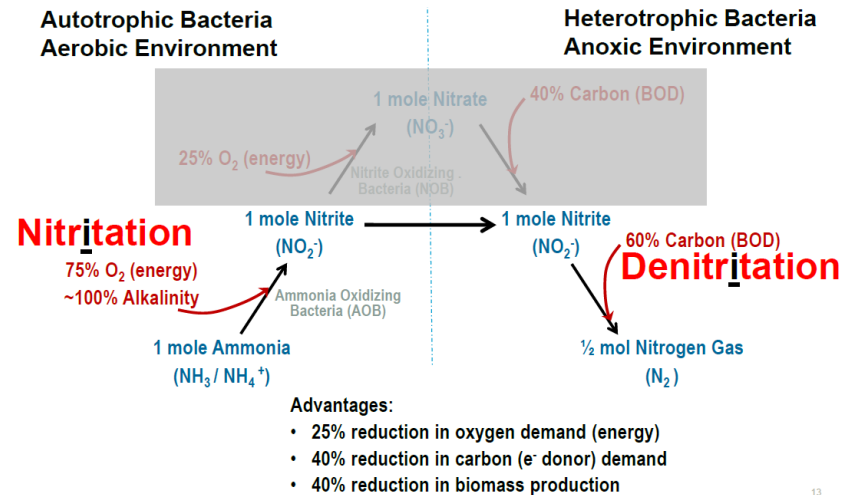 Autotrophic Bacteria
Aerobic Environment
Heterotrophic Bacteria
Anoxic Environment
1 mole Nitrate
(NO₃⁻)
40% Carbon (BOD)
25% O₂ (energy)
Nitrite Oxidizing .
Bacteria (NOB)
1 mole Nitrite
(NO₂⁻)
1 mole Nitrite
(NO₂⁻)
Nitritation
75% O₂ (energy)
~100% Alkalinity
60% Carbon (BOD)
Denitritation
Ammonia Oxidizing
Bacteria (AOB)
1 mole Ammonia
(NH₃ / NH₄⁺)
½ mol Nitrogen Gas
(N₂)
Advantages:
• 25% reduction in oxygen demand (energy)
• 40% reduction in carbon (e⁻ donor) demand
• 40% reduction in biomass production
13